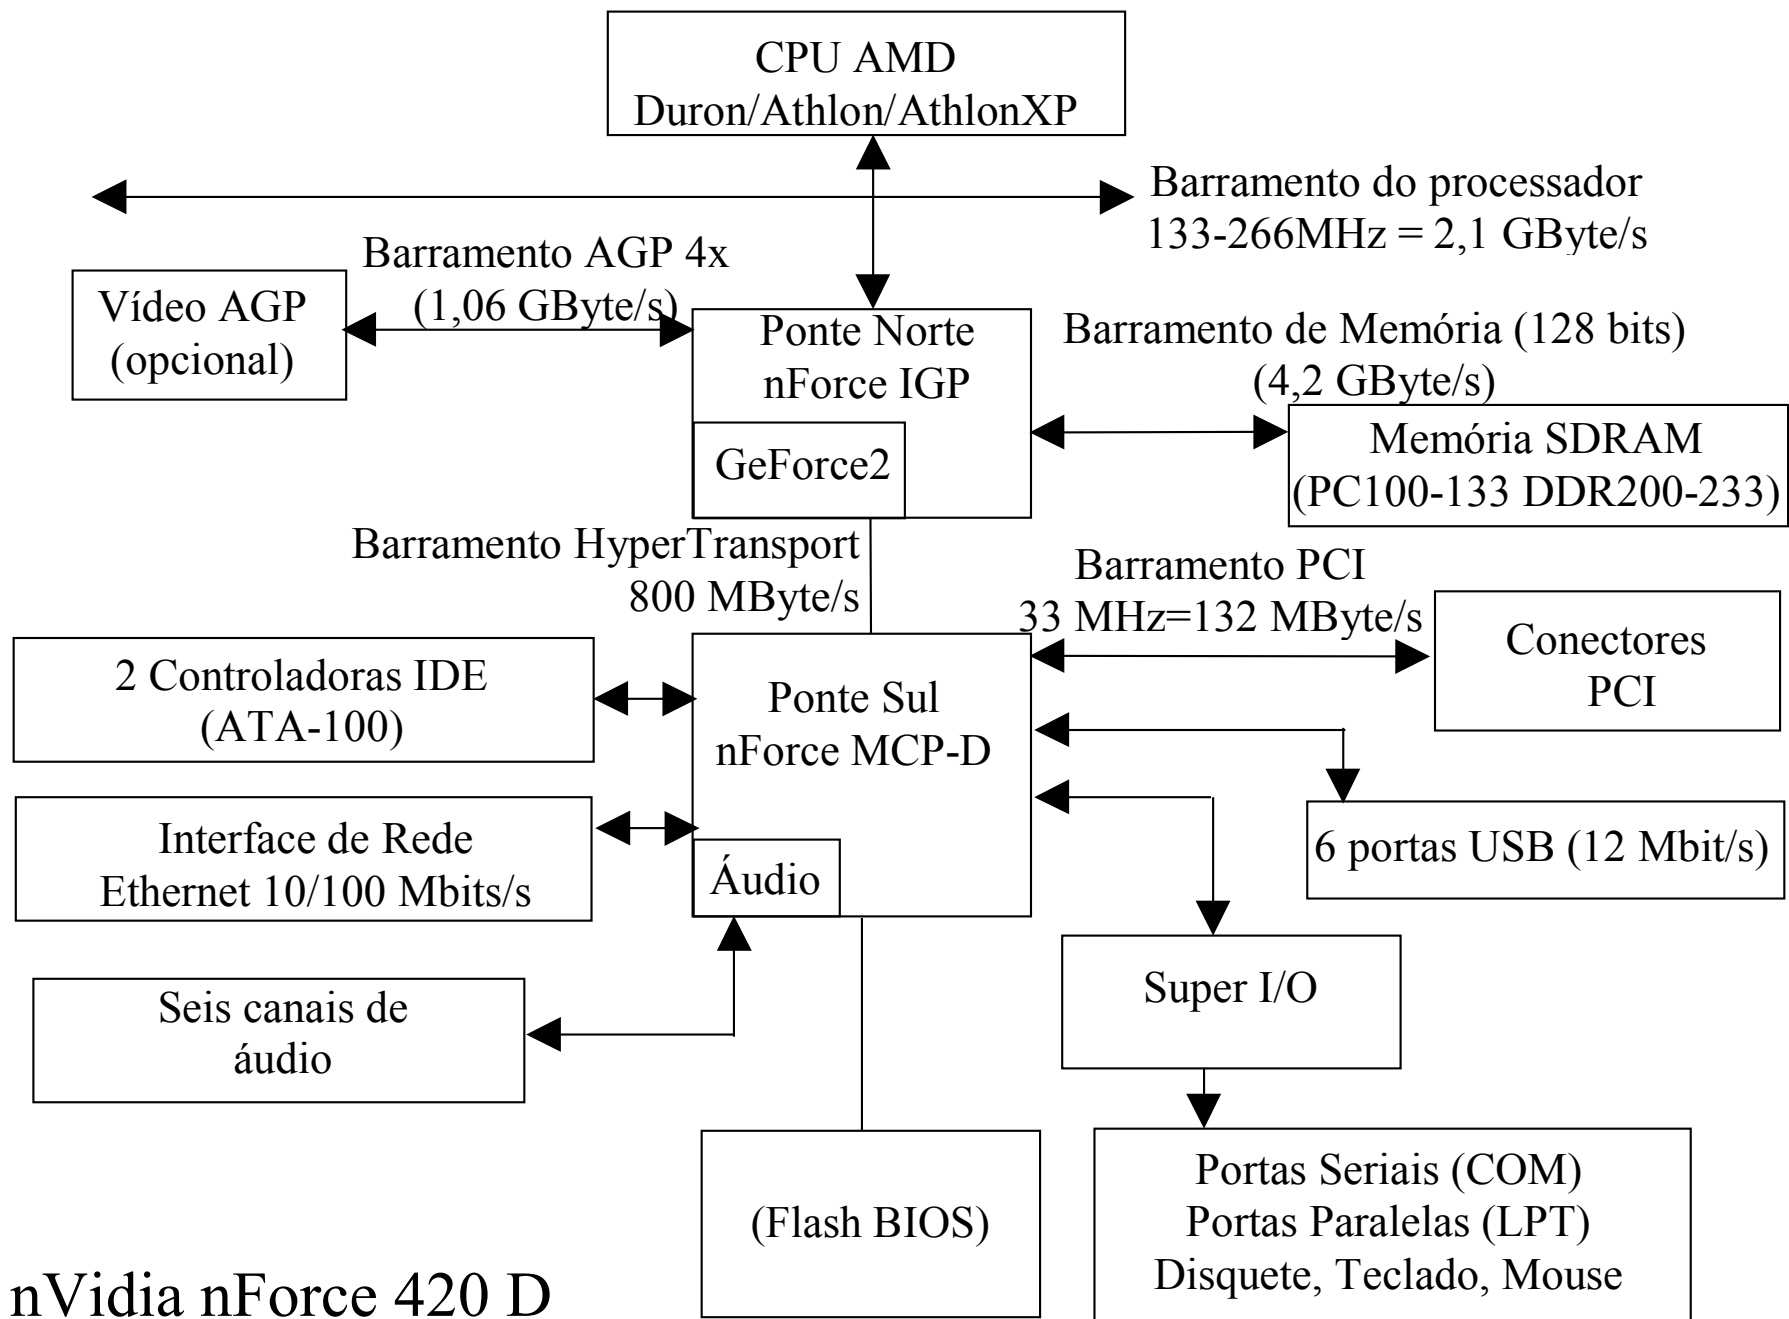 CPU AMD
Duron/Athlon/AthlonXP
Barramento do processador
133-266MHz = 2,1 GByte/s
Barramento AGP 4x
(1,06 GByte/s)
Vídeo AGP
(opcional)
Ponte Norte
nForce IGP
GeForce2
Barramento de Memória (128 bits)
(4,2 GByte/s)
Memória SDRAM
(PC100-133 DDR200-233)
Barramento HyperTransport
800 MByte/s
Barramento PCI
33 MHz=132 MByte/s
Conectores
PCI
2 Controladoras IDE
(ATA-100)
Ponte Sul
nForce MCP-D
Interface de Rede
Ethernet 10/100 Mbits/s
Áudio
6 portas USB (12 Mbit/s)
Seis canais de
áudio
Super I/O
(Flash BIOS)
Portas Seriais (COM)
Portas Paralelas (LPT)
Disquete, Teclado, Mouse
nVidia nForce 420 D